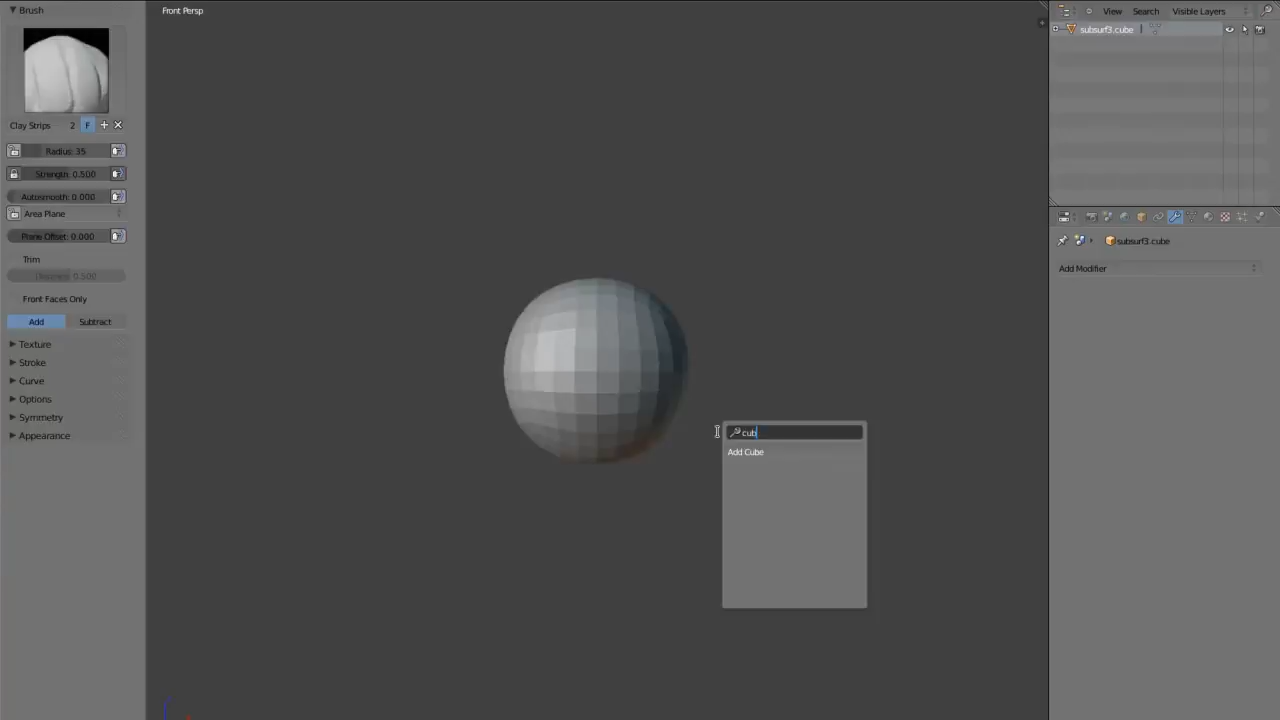 Brush
Clay Strips 2 F
Radius: 35
Strength: 0.500
Autosmooth: 0.000
Area Plane
Plane Offset: 0.000
Trim
Distance: 0.500
Front Faces Only
Add Subtract
Texture
Stroke
Curve
Options
Symmetry
Appearance
Front Persp
cub
Add Cube
View Search Visible Layers
subsurf3.cube
subsurf3.cube
Add Modifier